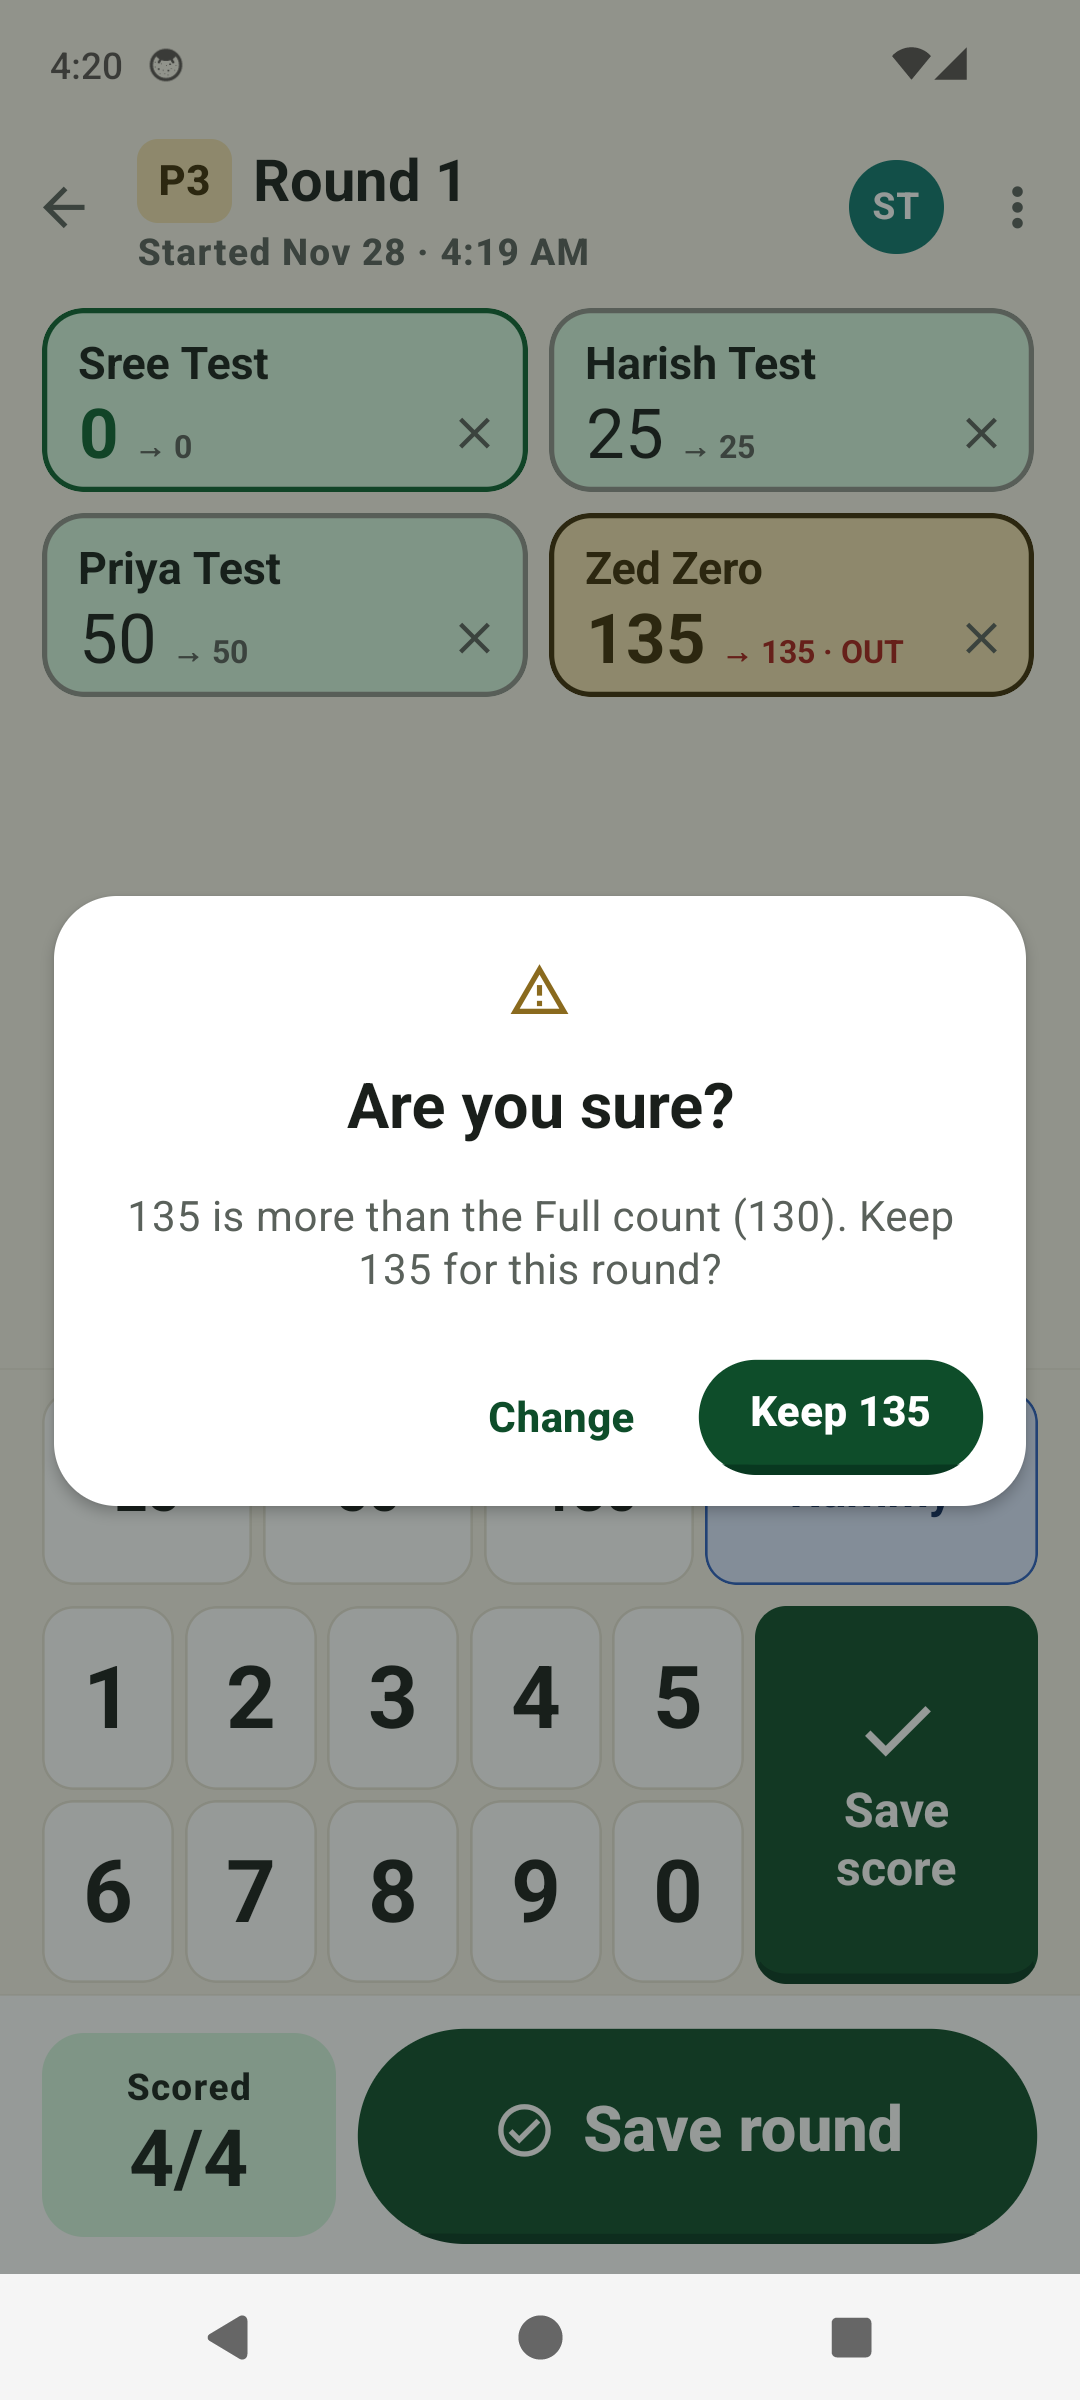 4:20
P3 Round 1
ST
Started Nov 28 · 4:19 AM
Sree Test
0 → 0
Harish Test
25 → 25
Priya Test
50 → 50
Zed Zero
135 → 135 · OUT
Are you sure?
135 is more than the Full count (130). Keep
135 for this round?
Change
Keep 135
1 2 3 4 5
6 7 8 9 0
Save
score
Scored
4/4
Save round